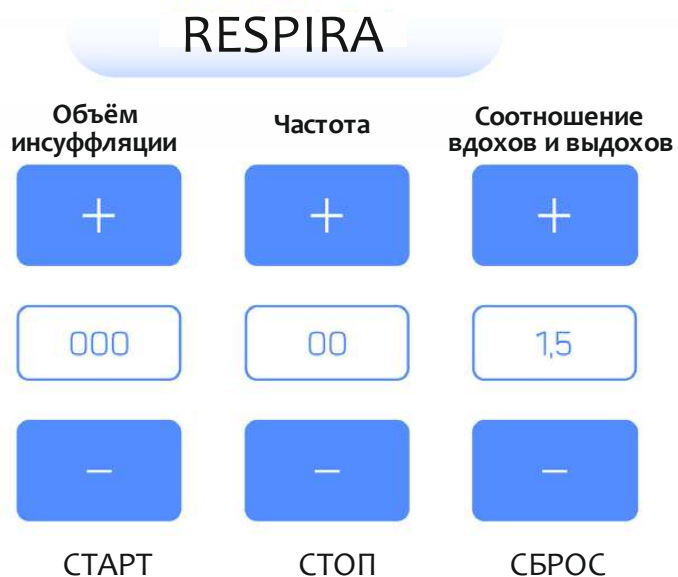 RESPIRA
Объём
инсуффляции
Частота
Соотношение
вдохов и выдохов
+ + +
000 00 1,5
− − −
СТАРТ СТОП СБРОС